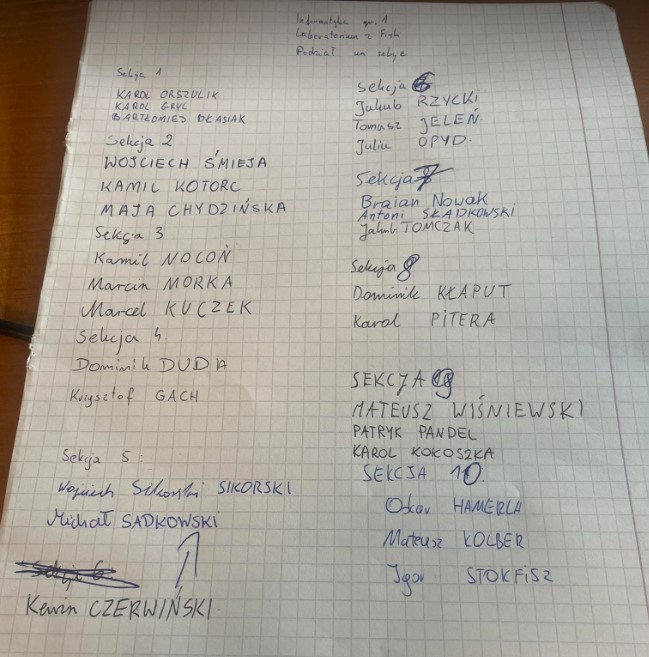 Informatyka gr. 1
Laboratorium z Fizyki
Podział na sekcje
Sekcja 1
KAROL ORSZULIK
KAROL GRYC
BARTŁOMIEJ BŁASIAK
Sekcja 2
WOJCIECH ŚMIEJA
KAMIL KOTORC
MAJA CHYDZIŃSKA
Sekcja 3
Kamil NOCOŃ
Marcin MORKA
Marcel KUCZEK
Sekcja 4.
Dominik DUDA
Krzysztof GACH
Sekcja 5:
Wojciech Sikorski SIKORSKI
Michał SADKOWSKI
Kewin CZERWIŃSKI
Sekcja 6
Jakub RZYCKI
Tomasz JELEŃ
Julia OPYD.
Sekcja 7
Braian Nowak
Antoni SŁADKOWSKI
Jakub TOMCZAK
Sekcja 8
Dominik KŁAPUT
Karol PITERA
SEKCJA 9
MATEUSZ WIŚNIEWSKI
PATRYK PANDEL
KAROL KOKOSZKA
SEKCJA 10.
Oskar HAMERLA
Mateusz KOLBER
Igor STOKFISZ